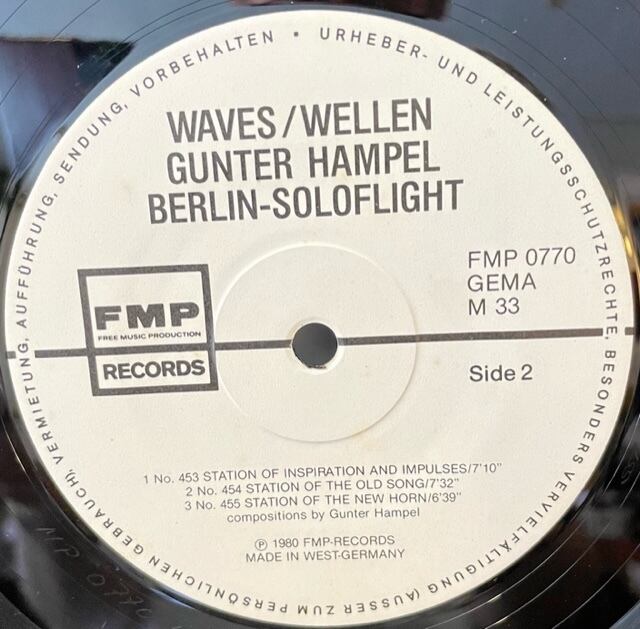 URHEBER- UND LEISTUNGSSCHUTZRECHTE, BESONDERS VERVIELFÄLTIGUNG (AUSSER ZUM PERSÖNLICHEN GEBRAUCH), VERMIETUNG, AUFFÜHRUNG, SENDUNG, VORBEHALTEN •
WAVES/WELLEN
GUNTER HAMPEL
BERLIN-SOLOFLIGHT
FMP 0770
GEMA
M 33
FMP
FREE MUSIC PRODUCTION
RECORDS
Side 2
1 No. 453 STATION OF INSPIRATION AND IMPULSES/7'10"
2 No. 454 STATION OF THE OLD SONG/7'32"
3 No. 455 STATION OF THE NEW HORN/6'39"
compositions by Gunter Hampel
℗ 1980 FMP-RECORDS
MADE IN WEST-GERMANY
MP 0770